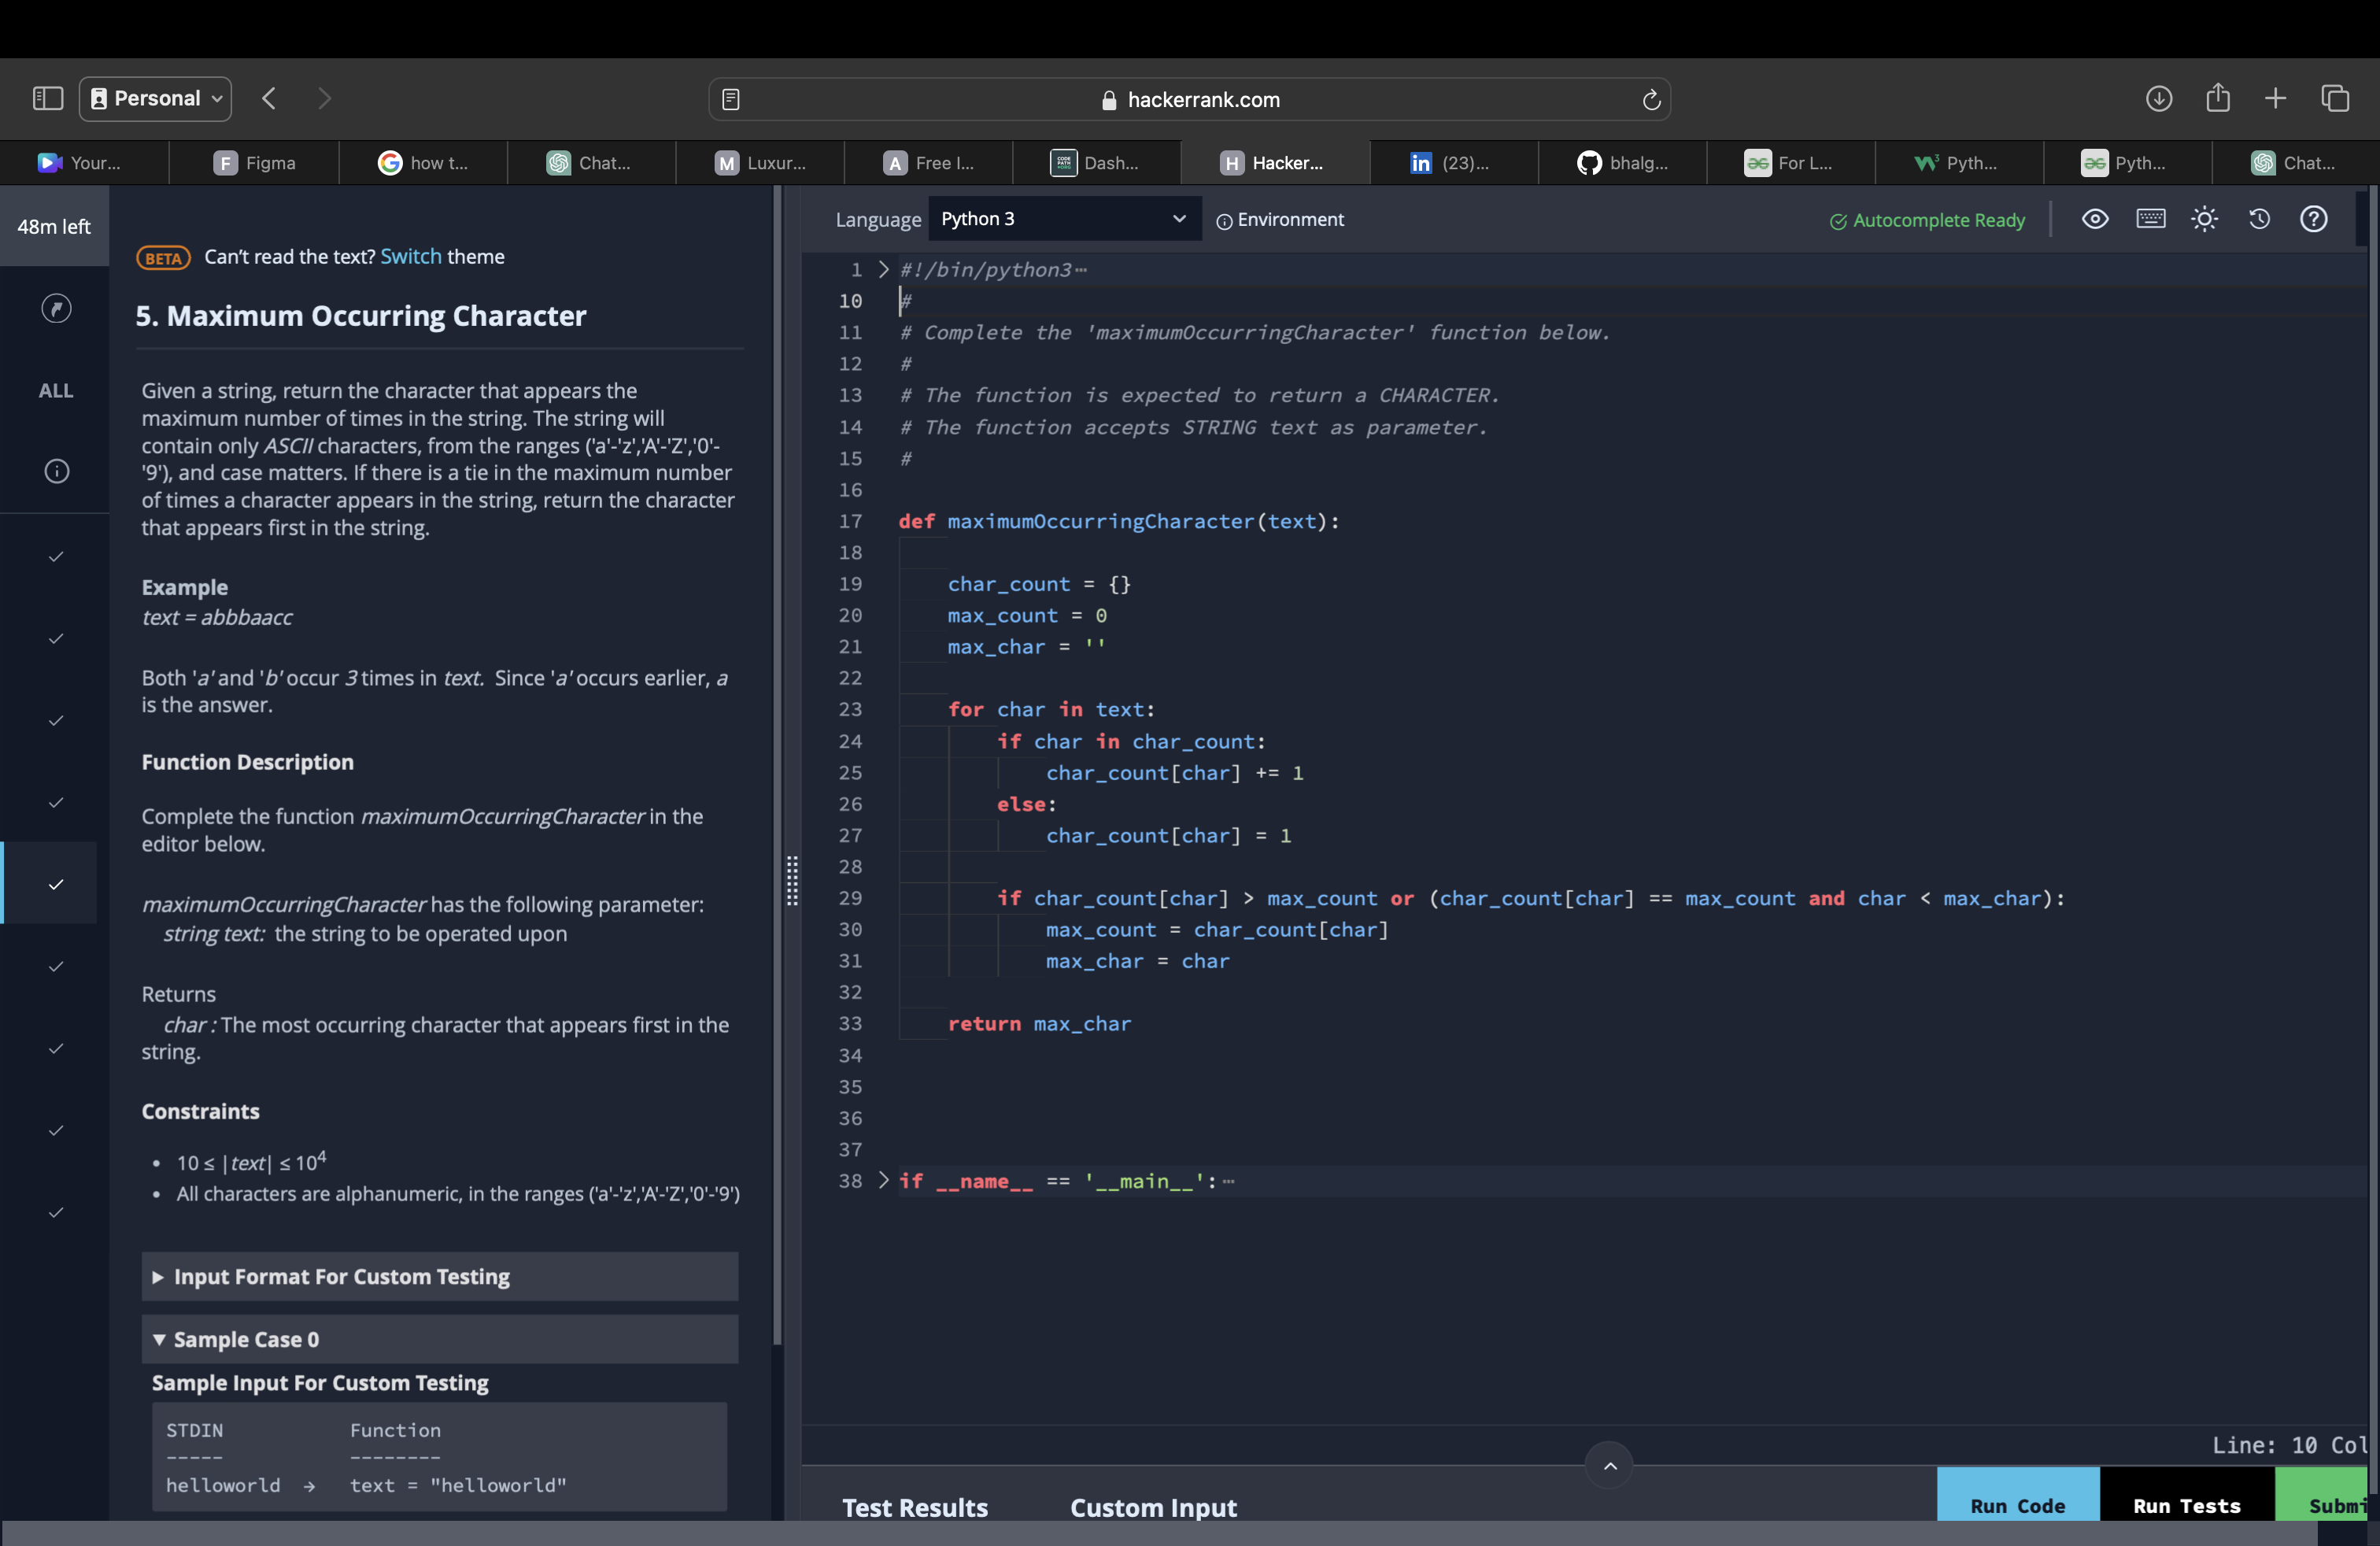 Personal
hackerrank.com
Your...
F Figma
how t...
Chat...
M Luxur...
A Free I...
CODE PATH Dash...
H Hacker...
in (23)...
bhalg...
For L...
W3 Pyth...
Pyth...
Chat...
48m left
ALL
BETA Can't read the text? Switch theme
5. Maximum Occurring Character
Given a string, return the character that appears the
maximum number of times in the string. The string will
contain only ASCII characters, from the ranges ('a'-'z','A'-'Z','0'-
'9'), and case matters. If there is a tie in the maximum number
of times a character appears in the string, return the character
that appears first in the string.
Example
text = abbbaacc
Both 'a' and 'b' occur 3 times in text. Since 'a' occurs earlier, a
is the answer.
Function Description
Complete the function maximumOccurringCharacter in the
editor below.
maximumOccurringCharacter has the following parameter:
string text: the string to be operated upon
Returns
char : The most occurring character that appears first in the
string.
Constraints
• 10 ≤ |text| ≤ 10⁴
• All characters are alphanumeric, in the ranges ('a'-'z','A'-'Z','0'-'9')
Input Format For Custom Testing
Sample Case 0
Sample Input For Custom Testing
STDIN Function
----- --------
helloworld → text = "helloworld"
Language Python 3 Environment
Autocomplete Ready
1 > #!/bin/python3 ⋯
10 #
11 # Complete the 'maximumOccurringCharacter' function below.
12 #
13 # The function is expected to return a CHARACTER.
14 # The function accepts STRING text as parameter.
15 #
16
17 def maximumOccurringCharacter(text):
18
19     char_count = {}
20     max_count = 0
21     max_char = ''
22
23     for char in text:
24         if char in char_count:
25             char_count[char] += 1
26         else:
27             char_count[char] = 1
28
29         if char_count[char] > max_count or (char_count[char] == max_count and char < max_char):
30             max_count = char_count[char]
31             max_char = char
32
33     return max_char
34
35
36
37
38 > if __name__ == '__main__': ⋯
Line: 10 Col
Test Results
Custom Input
Run Code
Run Tests
Submi